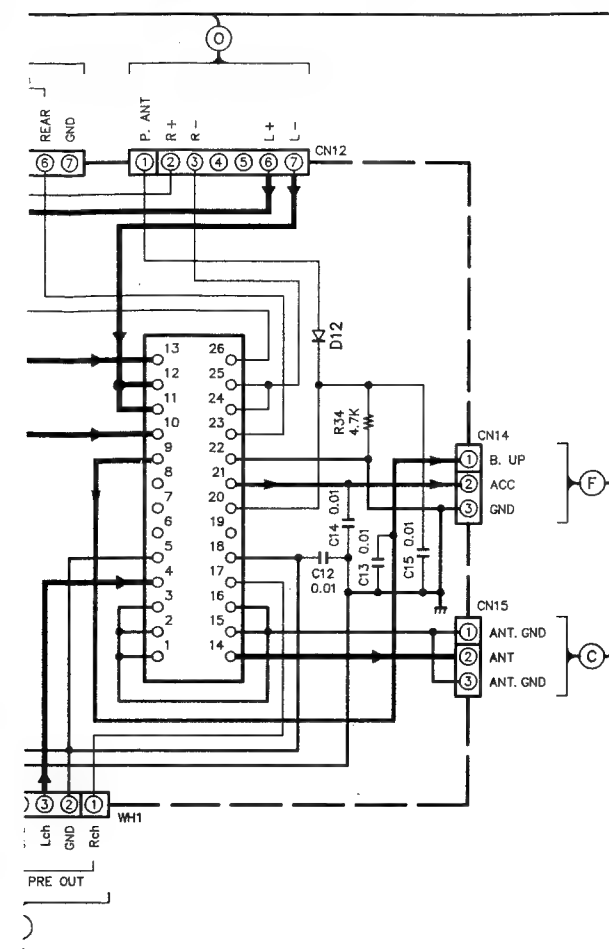 O
REAR
GND
P. ANT
R+
R-
L+
L-
CN12
6 7
1 2 3 4 5 6 7
D12
13 26
12 25
11 24
10 23
9 22
8 21
7 20
6 19
5 18
4 17
3 16
2 15
1 14
R34
4.7K
CN14
1 B. UP
2 ACC
3 GND
F
C14 0.01
C12
0.01
C13 0.01
C15 0.01
CN15
1 ANT. GND
2 ANT
3 ANT. GND
C
3 2 1
WH1
Lch
GND
Rch
PRE OUT